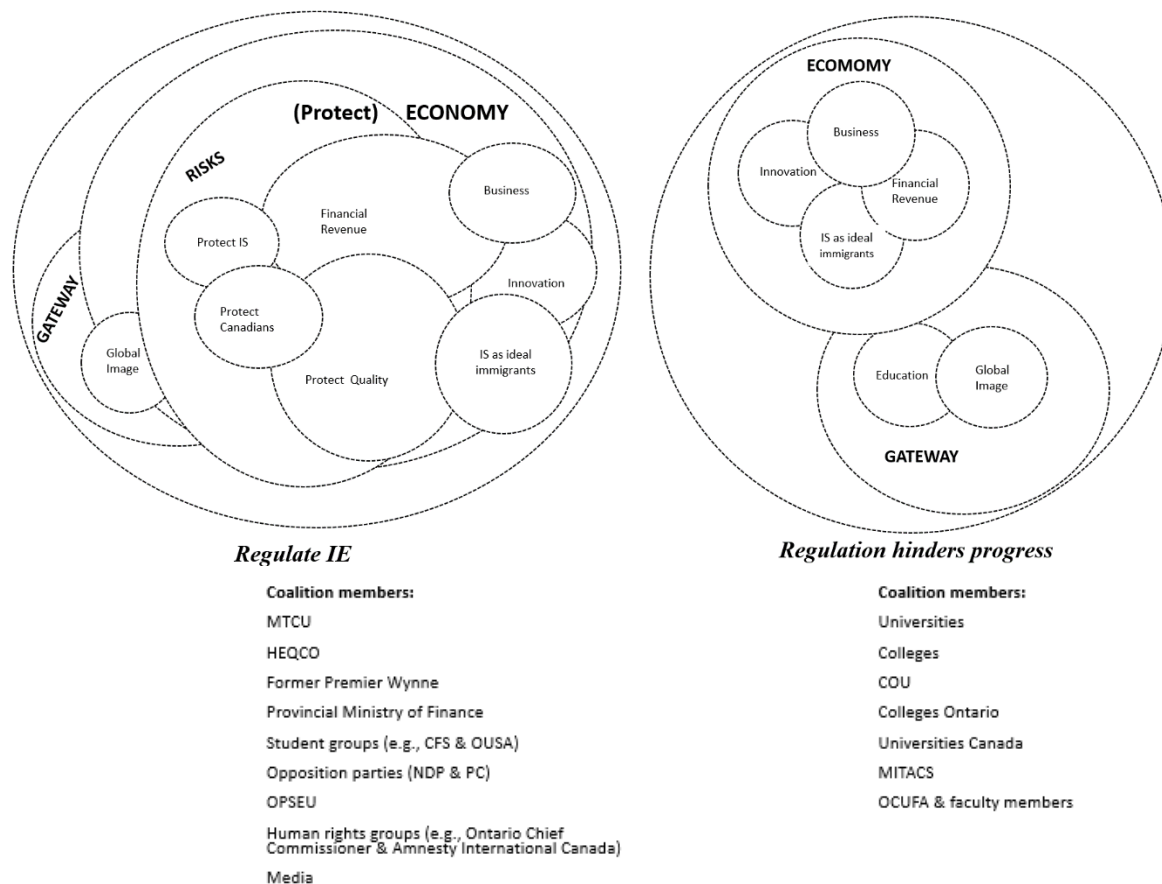 (Protect) ECONOMY
RISKS
Business
Financial
Revenue
Protect IS
Innovation
GATEWAY
Protect
Canadians
Global
Image
IS as ideal
immigrants
Protect Quality
Regulate IE
Coalition members:
MTCU
HEQCO
Former Premier Wynne
Provincial Ministry of Finance
Student groups (e.g., CFS & OUSA)
Opposition parties (NDP & PC)
OPSEU
Human rights groups (e.g., Ontario Chief
Commissioner & Amnesty International Canada)
Media
ECOMOMY
Business
Innovation
Financial
Revenue
IS as ideal
immigrants
Education
Global
Image
GATEWAY
Regulation hinders progress
Coalition members:
Universities
Colleges
COU
Colleges Ontario
Universities Canada
MITACS
OCUFA & faculty members